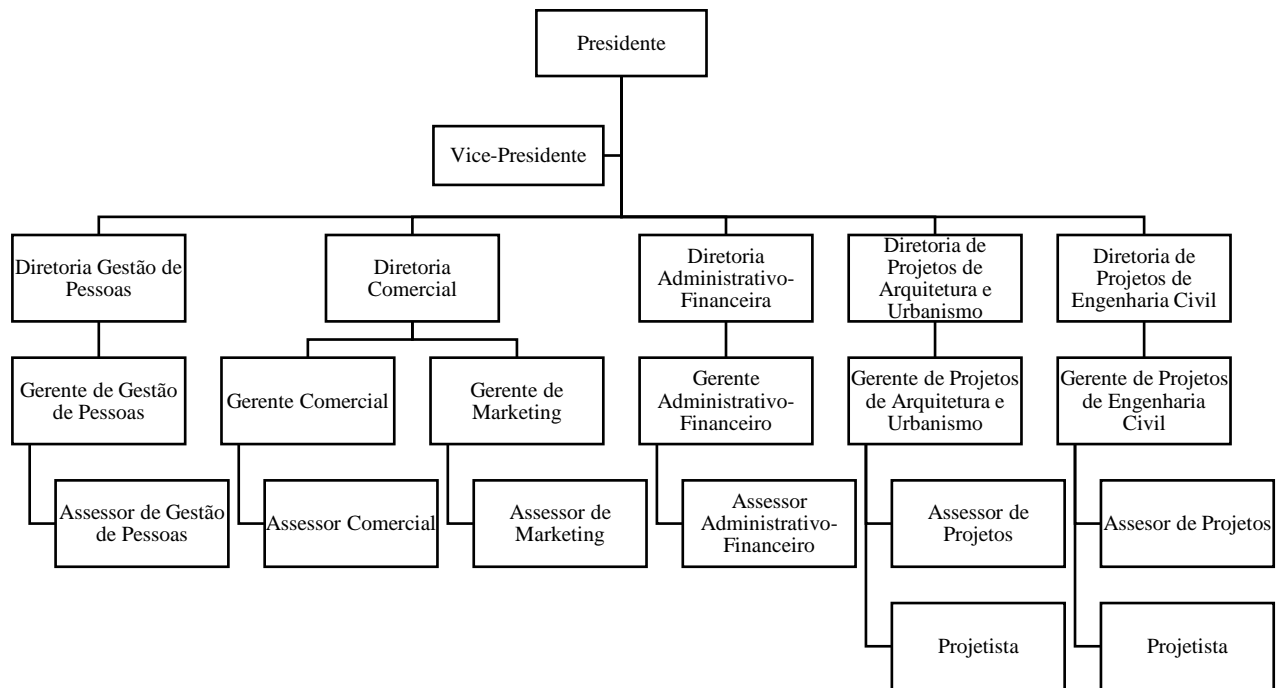 Presidente
Vice-Presidente
Diretoria Gestão de
Pessoas
Diretoria
Comercial
Diretoria
Administrativo-
Financeira
Diretoria de
Projetos de
Arquitetura e
Urbanismo
Diretoria de
Projetos de
Engenharia Civil
Gerente de Gestão
de Pessoas
Gerente Comercial
Gerente de
Marketing
Gerente
Administrativo-
Financeiro
Gerente de Projetos
de Arquitetura e
Urbanismo
Gerente de Projetos
de Engenharia
Civil
Assessor de Gestão
de Pessoas
Assessor Comercial
Assessor de
Marketing
Assessor
Administrativo-
Financeiro
Assessor de
Projetos
Assesor de Projetos
Projetista
Projetista